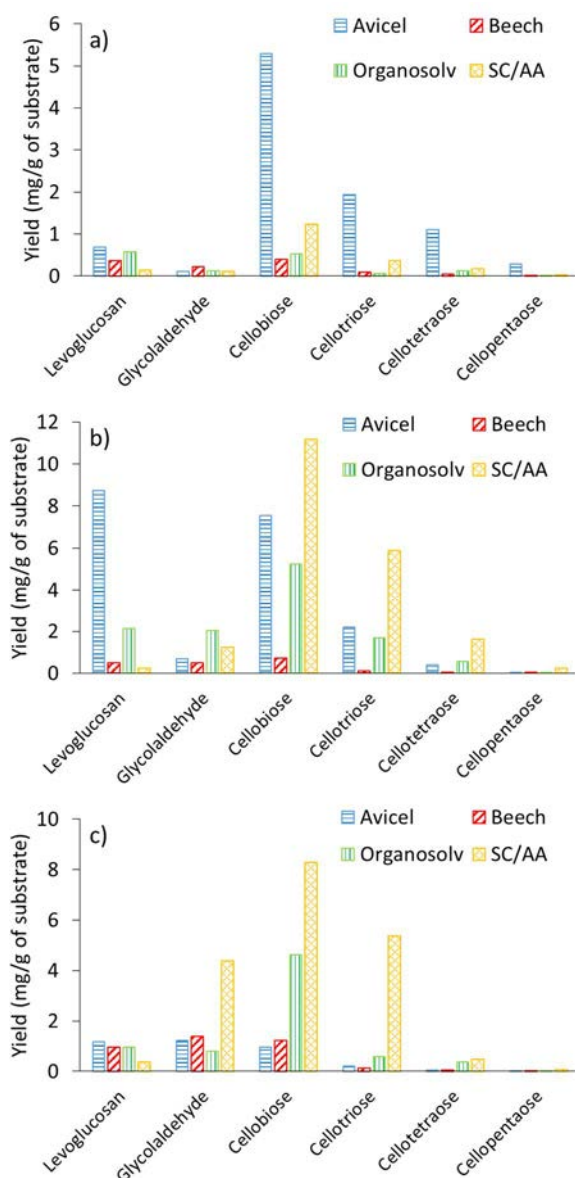 a)
Avicel Beech
Organosolv SC/AA
Yield (mg/g of substrate)
6
5
4
3
2
1
0
Levoglucosan Glycolaldehyde Cellobiose Cellotriose Cellotetraose Cellopentaose
b)
Avicel Beech
Organosolv SC/AA
Yield (mg/g of substrate)
12
10
8
6
4
2
0
Levoglucosan Glycolaldehyde Cellobiose Cellotriose Cellotetraose Cellopentaose
c)
Avicel Beech
Organosolv SC/AA
Yield (mg/g of substrate)
10
8
6
4
2
0
Levoglucosan Glycolaldehyde Cellobiose Cellotriose Cellotetraose Cellopentaose